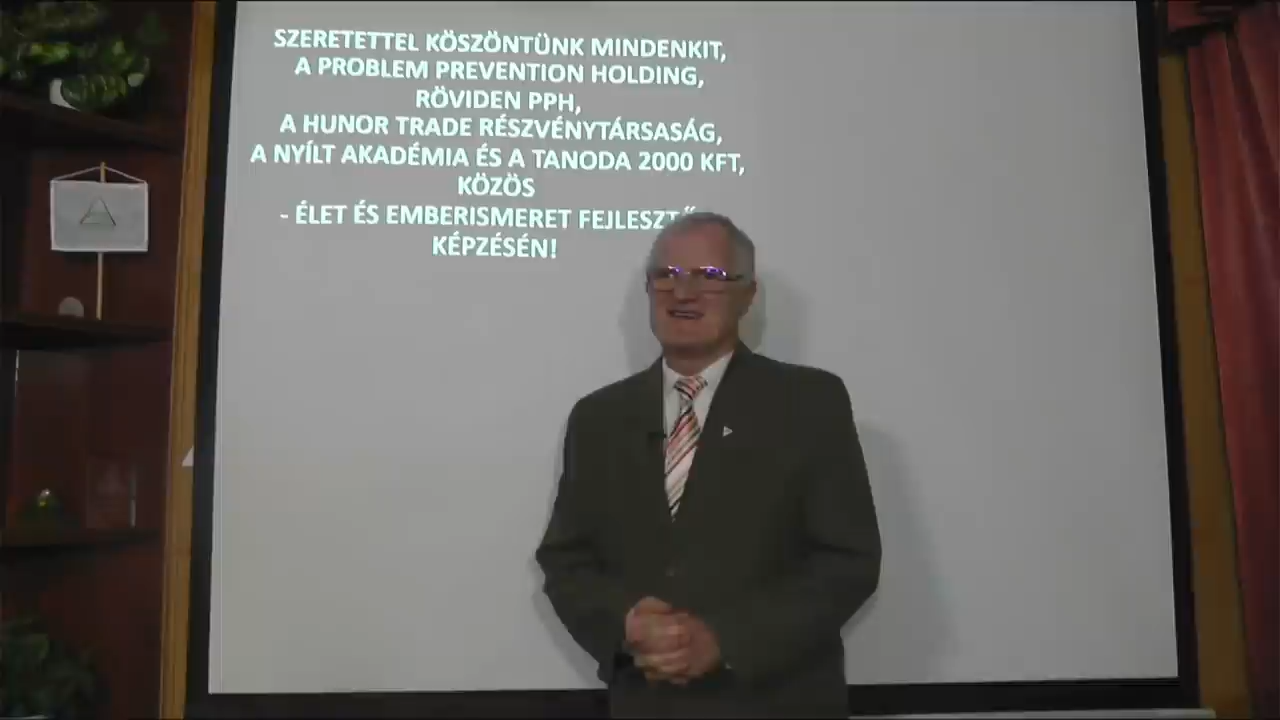 SZERETETTEL KÖSZÖNTÜNK MINDENKIT,
A PROBLEM PREVENTION HOLDING,
RÖVIDEN PPH,
A HUNOR TRADE RÉSZVÉNYTÁRSASÁG,
A NYÍLT AKADÉMIA ÉS A TANODA 2000 KFT,
KÖZÖS
- ÉLET ÉS EMBERISMERET FEJLESZTŐ
KÉPZÉSÉN!